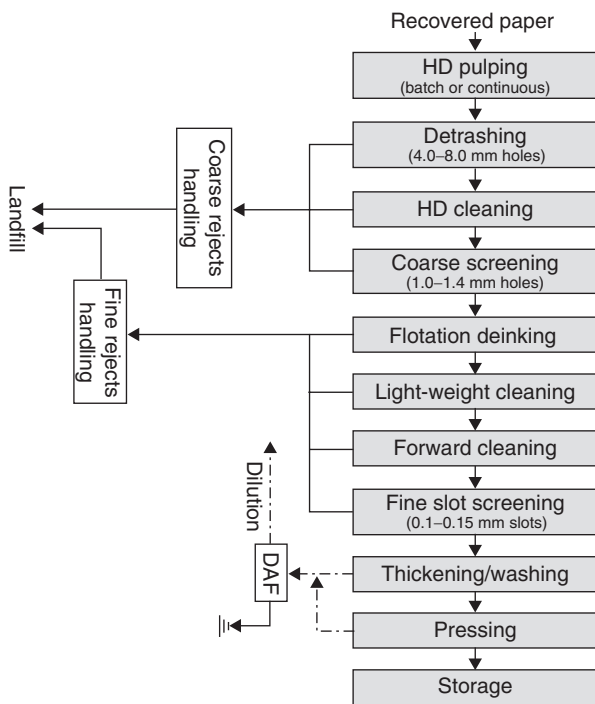 Recovered paper
HD pulping
(batch or continuous)
Detrashing
(4.0–8.0 mm holes)
HD cleaning
Coarse screening
(1.0–1.4 mm holes)
Flotation deinking
Light-weight cleaning
Forward cleaning
Fine slot screening
(0.1–0.15 mm slots)
Thickening/washing
Pressing
Storage
Coarse rejects
handling
Landfill
Fine rejects
handling
Dilution
DAF